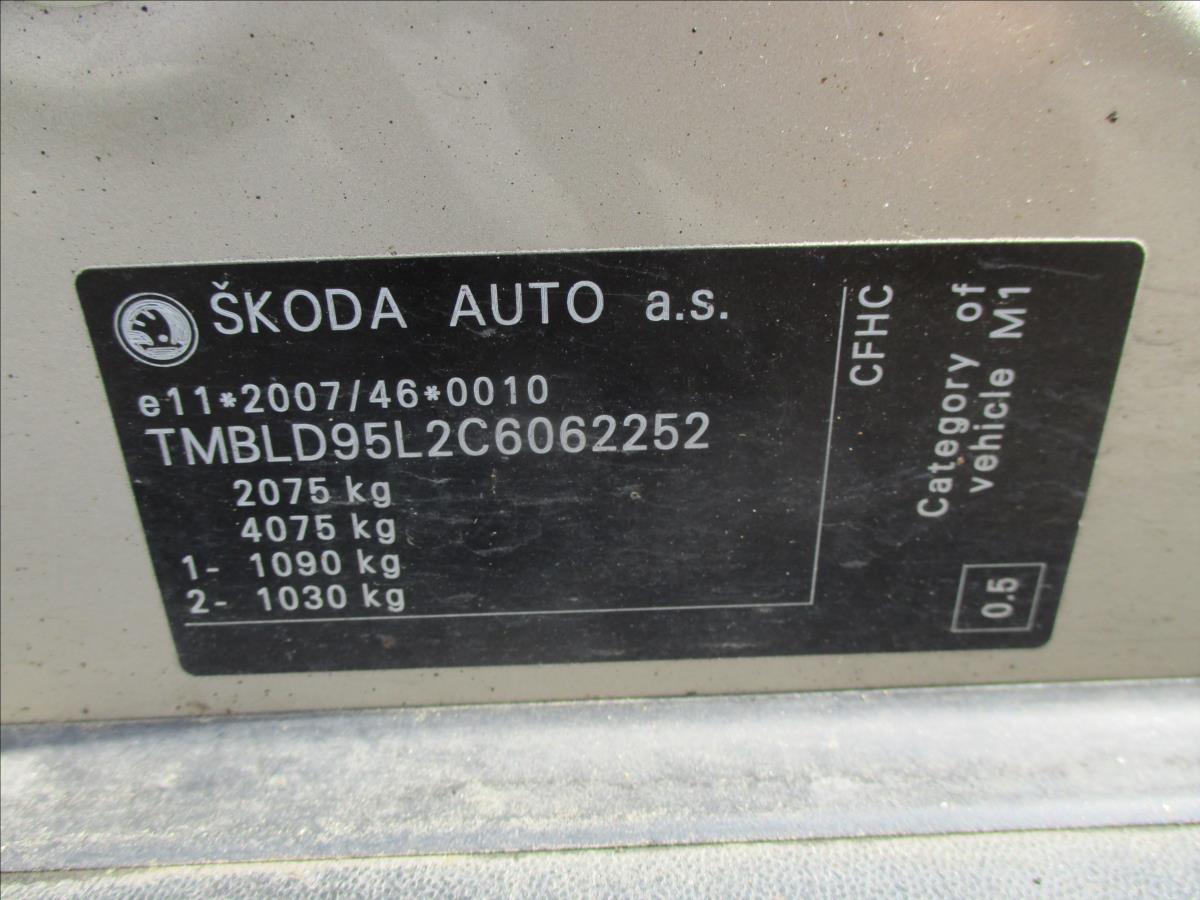 ŠKODA AUTO a.s.
e11*2007/46*0010
TMBLD95L2C6062252
2075 kg
4075 kg
1- 1090 kg
2- 1030 kg
CFHC
Category of
vehicle M1
0.5